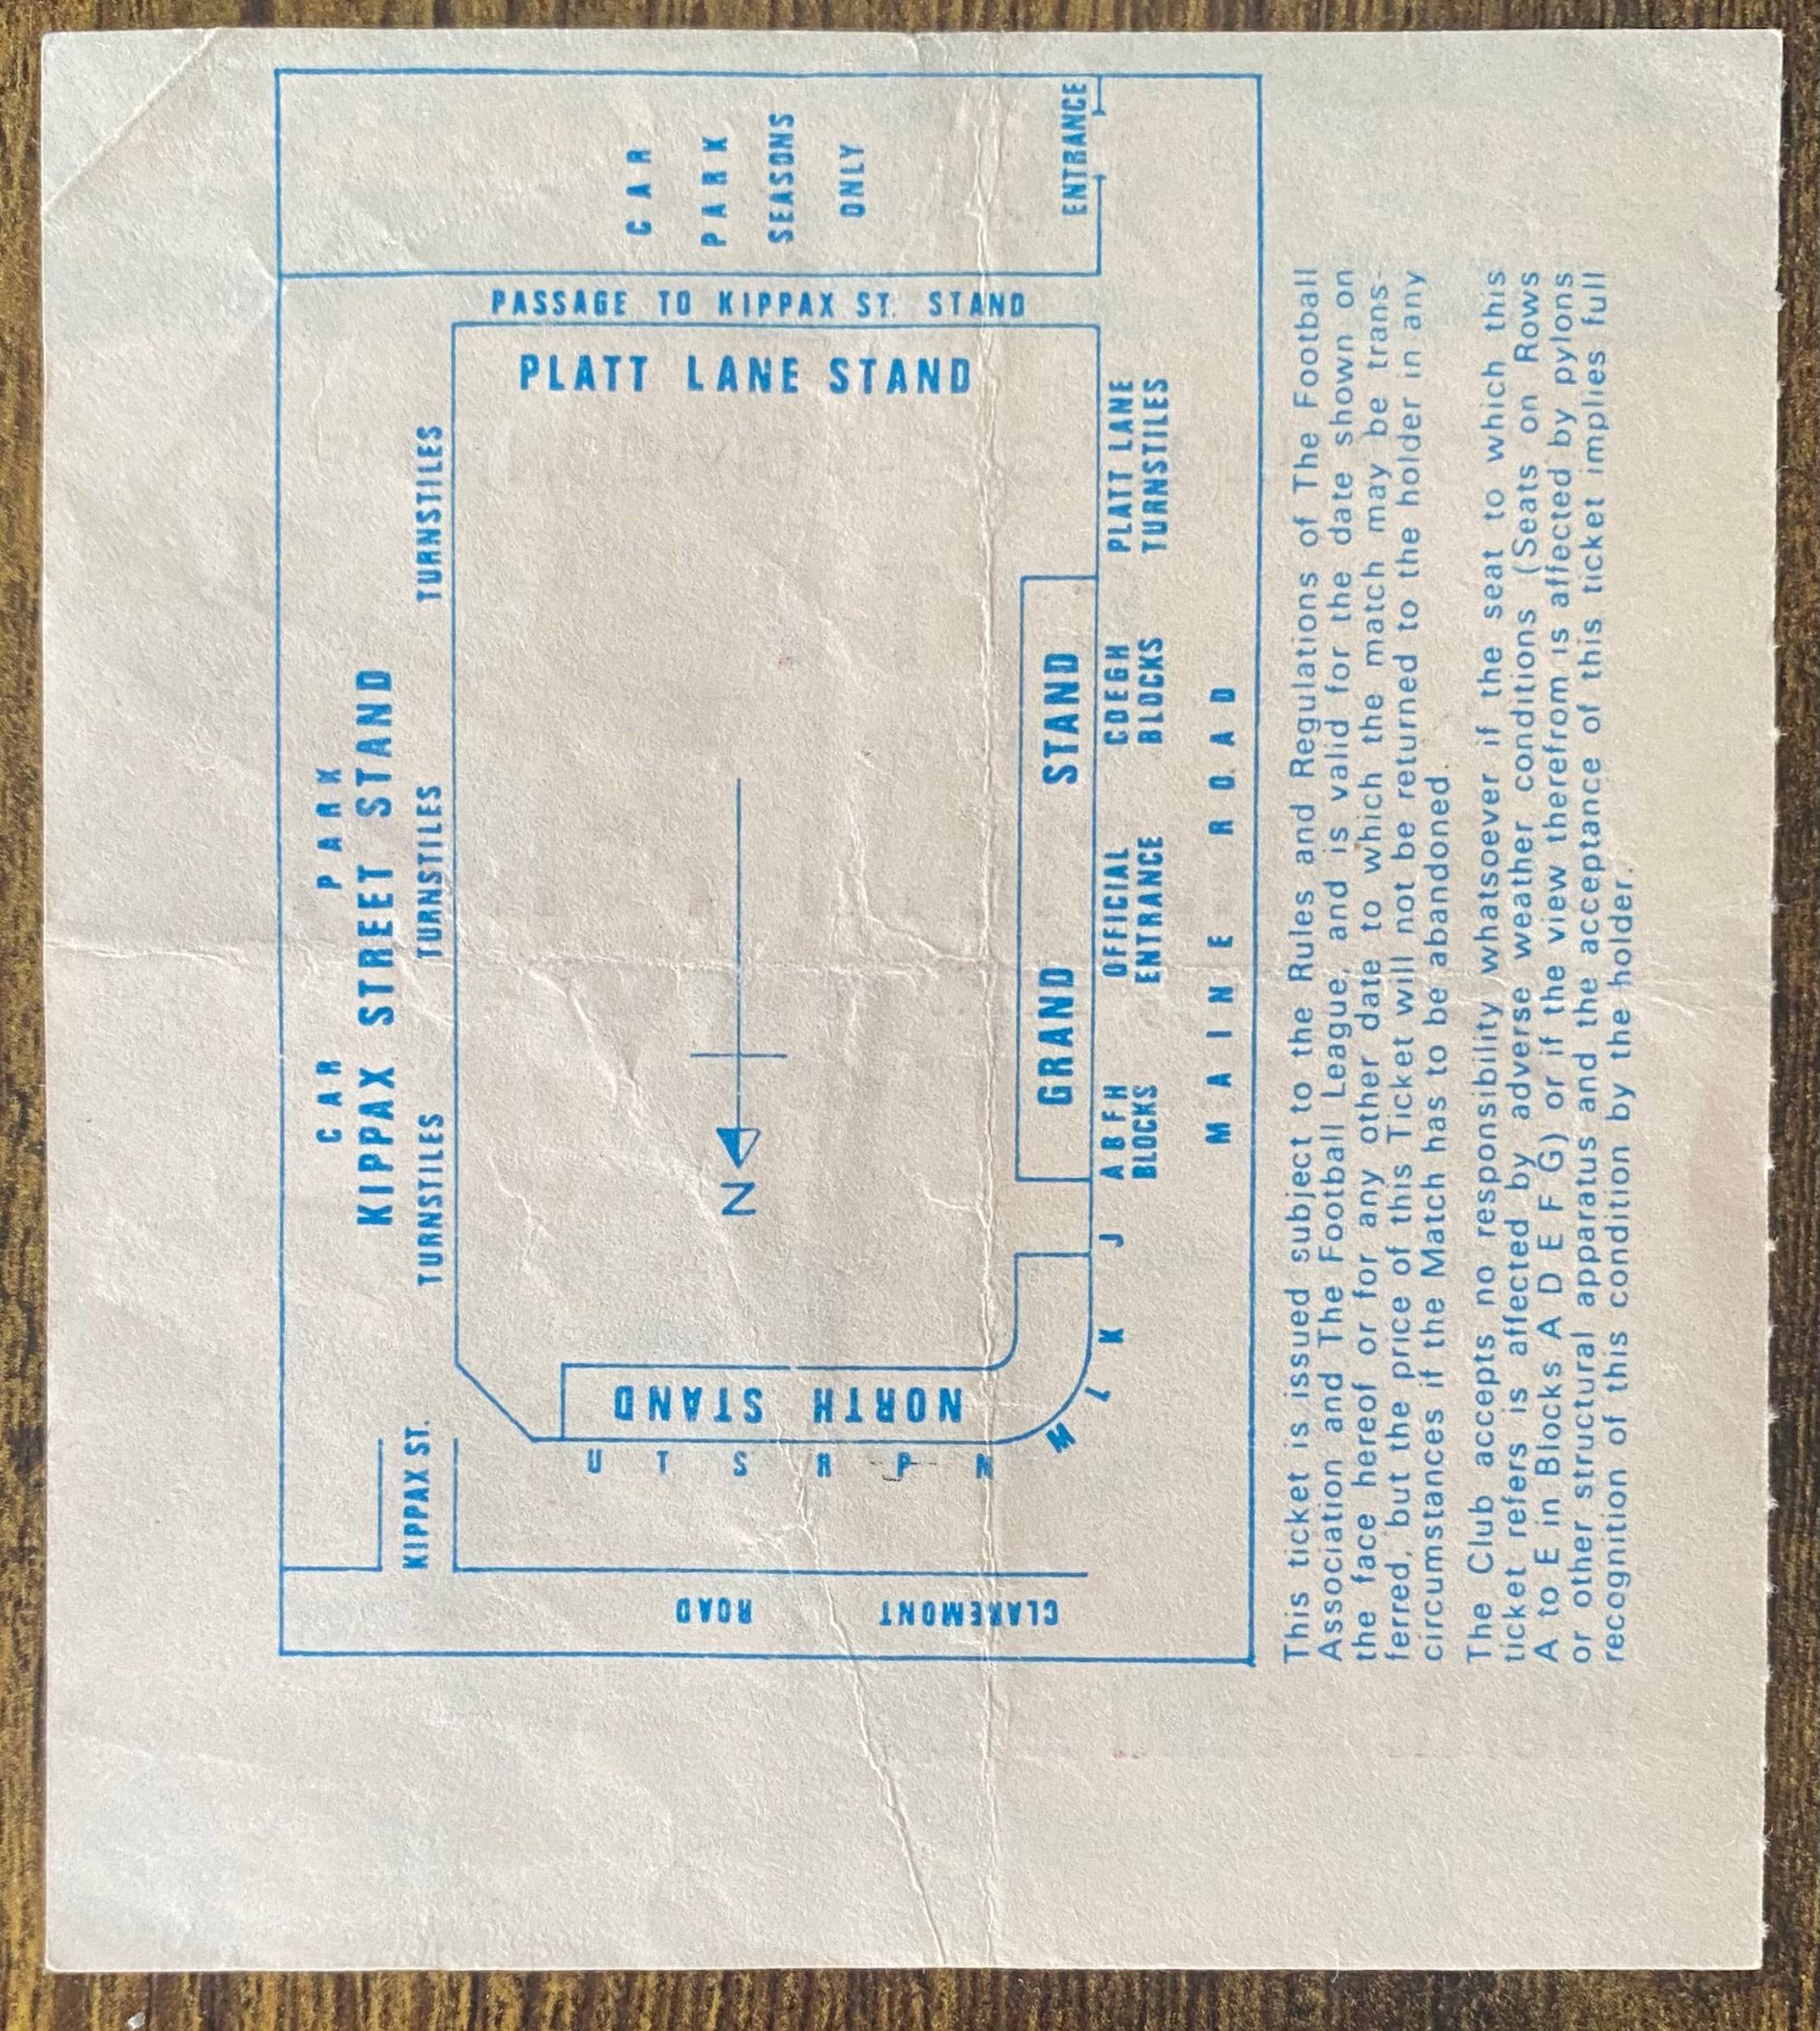 CAR PARK
KIPPAX STREET STAND
TURNSTILES TURNSTILES TURNSTILES
KIPPAX ST.
CLAREMONT ROAD
U T S R P N M L K J
NORTH STAND
N
PLATT LANE STAND
PASSAGE TO KIPPAX ST. STAND
CAR
PARK
SEASONS
ONLY
ENTRANCE
GRAND STAND
A B F H
BLOCKS
OFFICIAL
ENTRANCE
CDEGH
BLOCKS
PLATT LANE
TURNSTILES
MAINE ROAD
This ticket is issued subject to the Rules and Regulations of The Football
Association and The Football League, and is valid for the date shown on
the face hereof or for any other date to which the match may be trans-
ferred, but the price of this Ticket will not be returned to the holder in any
circumstances if the Match has to be abandoned.
The Club accepts no responsibility whatsoever if the seat to which this
ticket refers is affected by adverse weather conditions (Seats on Rows
A to E in Blocks A D E F G) or if the view therefrom is affected by pylons
or other structural apparatus and the acceptance of this ticket implies full
recognition of this condition by the holder.